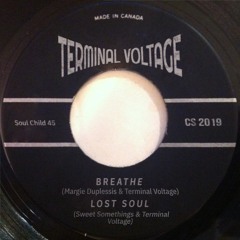 MADE IN CANADA
TERMINAL VOLTAGE
Soul Child 45
CS 2019
BREATHE
(Margie Duplessis & Terminal Voltage)
LOST SOUL
(Sweet Somethings & Terminal
Voltage)